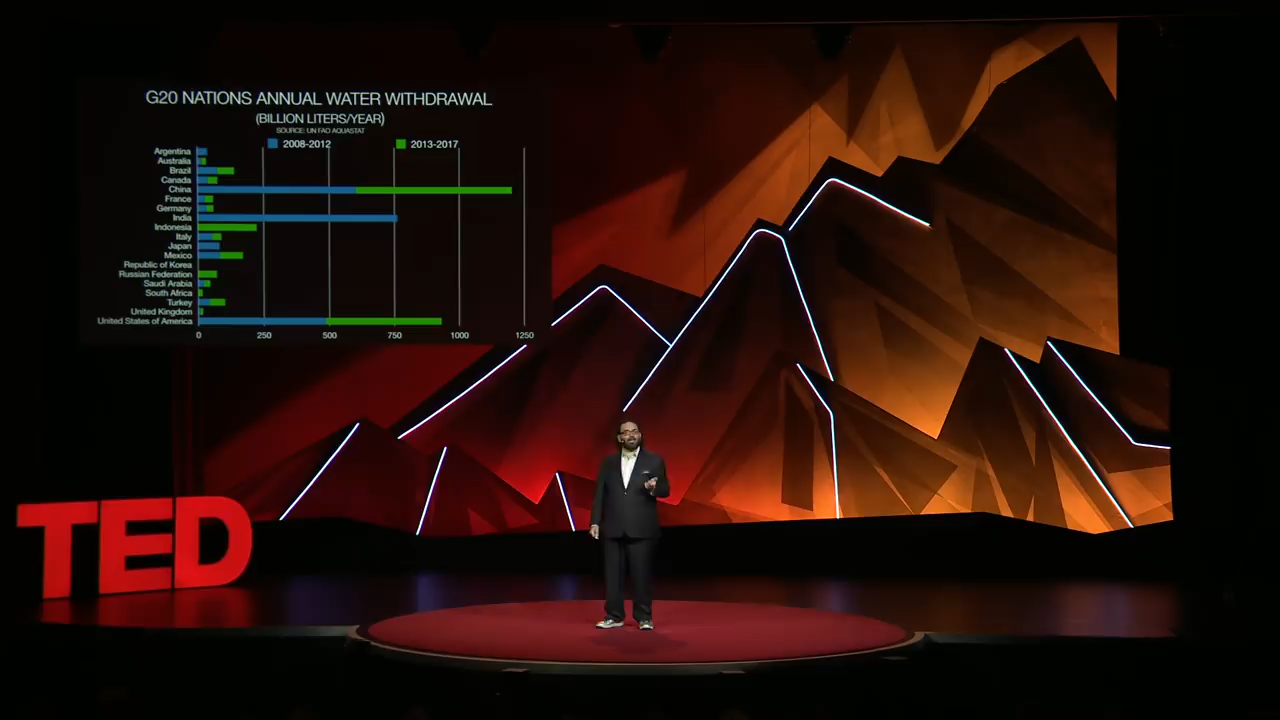 G20 NATIONS ANNUAL WATER WITHDRAWAL
(BILLION LITERS/YEAR)
SOURCE: UN FAO AQUASTAT
2008-2012 2013-2017
Argentina
Australia
Brazil
Canada
China
France
Germany
India
Indonesia
Italy
Japan
Mexico
Republic of Korea
Russian Federation
Saudi Arabia
South Africa
Turkey
United Kingdom
United States of America
0 250 500 750 1000 1250
TED